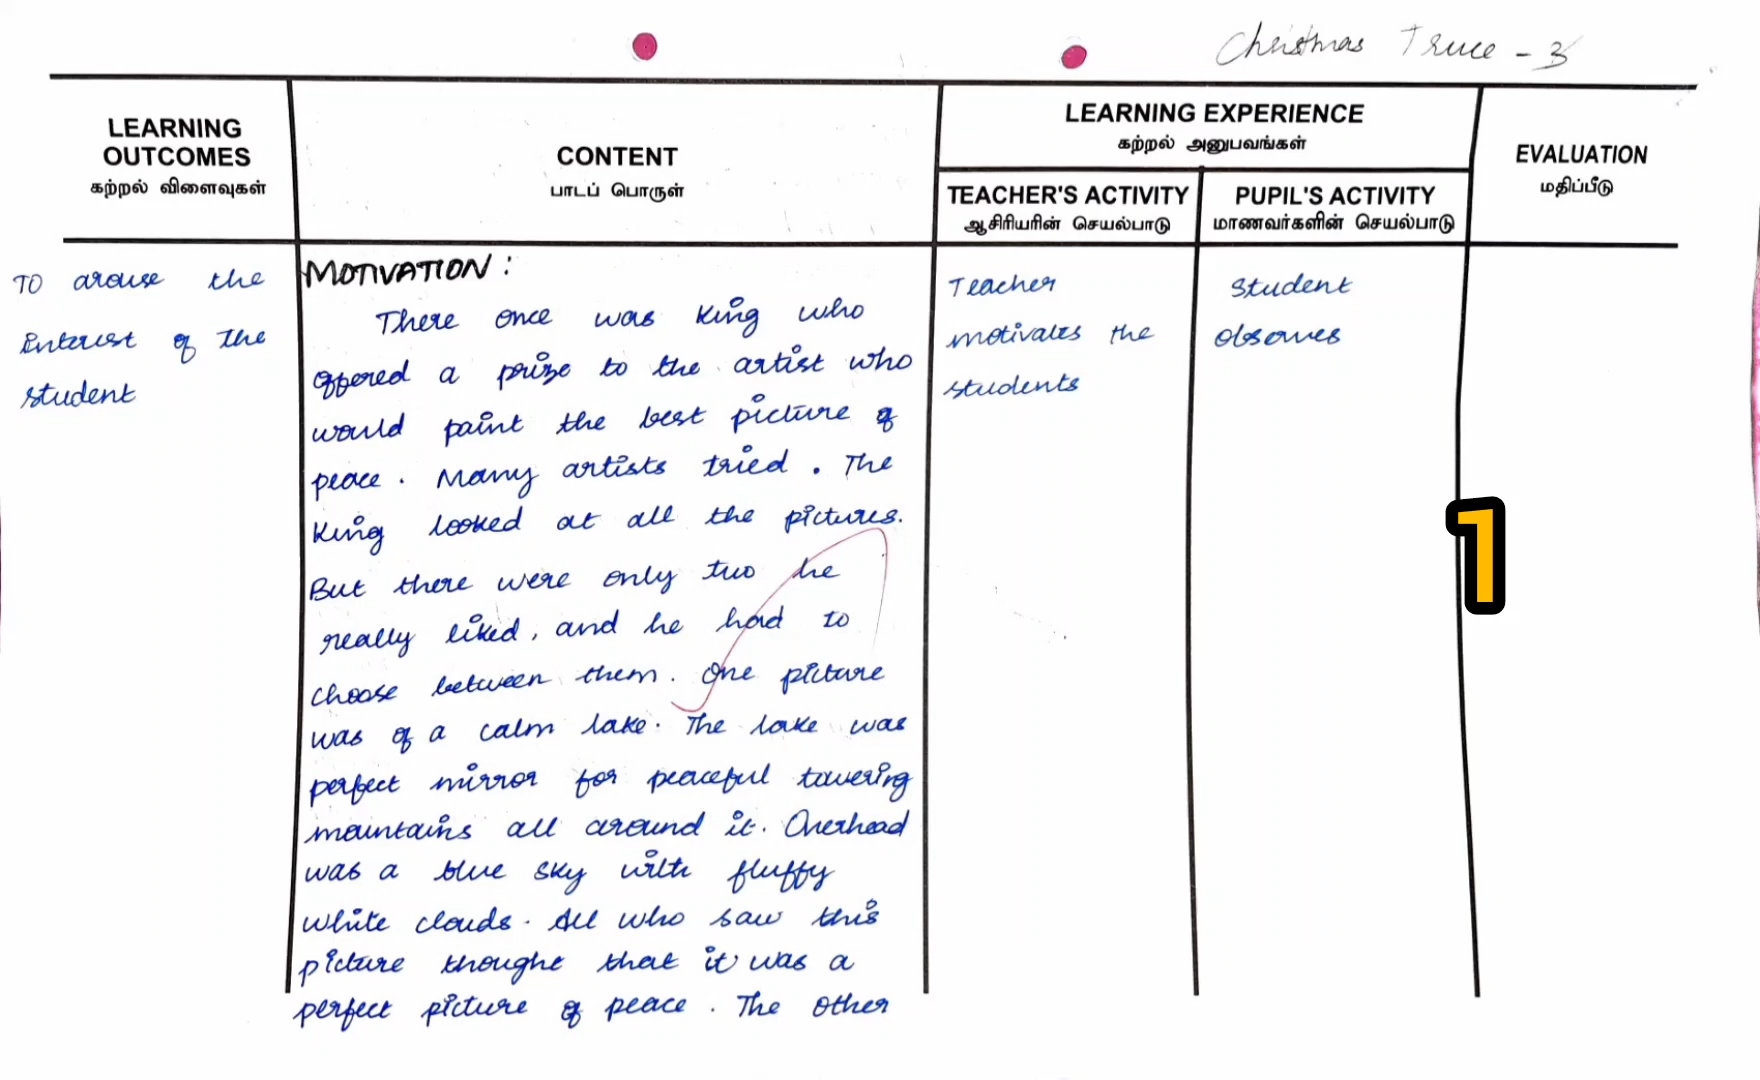 Christmas Truce - 3
LEARNING OUTCOMES
கற்றல் விளைவுகள்
CONTENT
பாடப் பொருள்
LEARNING EXPERIENCE
கற்றல் அனுபவங்கள்
TEACHER'S ACTIVITY
ஆசிரியரின் செயல்பாடு
PUPIL'S ACTIVITY
மாணவர்களின் செயல்பாடு
EVALUATION
மதிப்பீடு
TO arouse the
interest of the
student
MOTIVATION :
There once was king who
offered a prize to the artist who
would paint the best picture of
peace. Many artists tried. The
king looked at all the pictures.
But there were only two he
really liked, and he had to
choose between them. One picture
was of a calm lake. The lake was
perfect mirror for peaceful towering
mountains all around it. Overhead
was a blue sky with fluffy
white clouds. All who saw this
picture thought that it was a
perfect picture of peace. The other
Teacher
motivates the
students
Student
observes
1